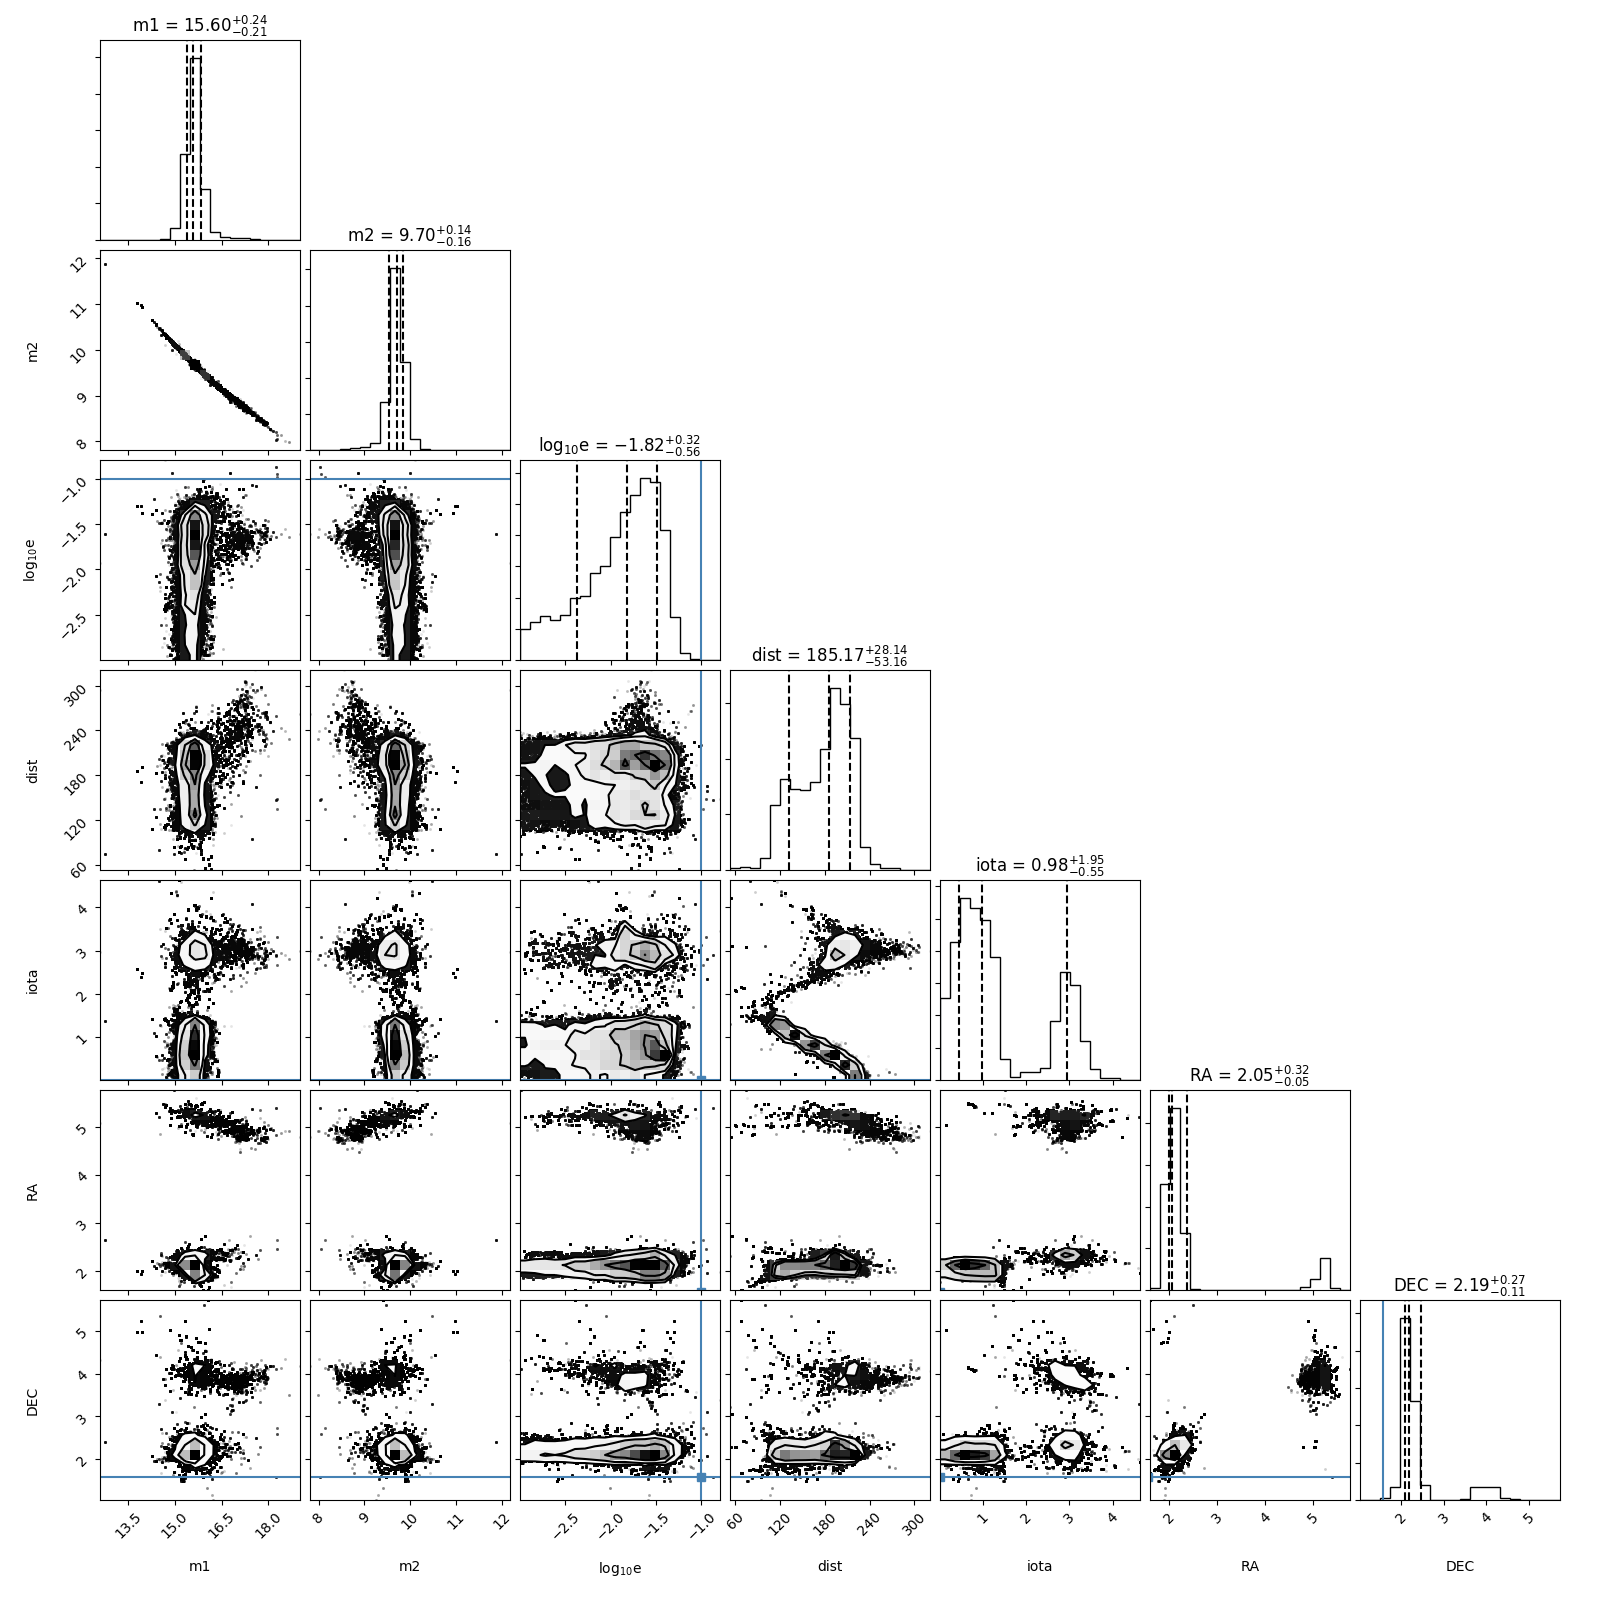 m1 = 15.60+0.24−0.21
m2 = 9.70+0.14−0.16
12
11
10
9
8
m2
log10e = −1.82+0.32−0.56
−1.0
−1.5
−2.0
−2.5
log10e
dist = 185.17+28.14−53.16
300
240
180
120
60
dist
iota = 0.98+1.95−0.55
4
3
2
1
iota
RA = 2.05+0.32−0.05
5
4
3
2
RA
DEC = 2.19+0.27−0.11
5
4
3
2
DEC
13.5 15.0 16.5 18.0 8 9 10 11 12 −2.5 −2.0 −1.5 −1.0 60 120 180 240 300 1 2 3 4 2 3 4 5 2 3 4 5
m1 m2 log10e dist iota RA DEC